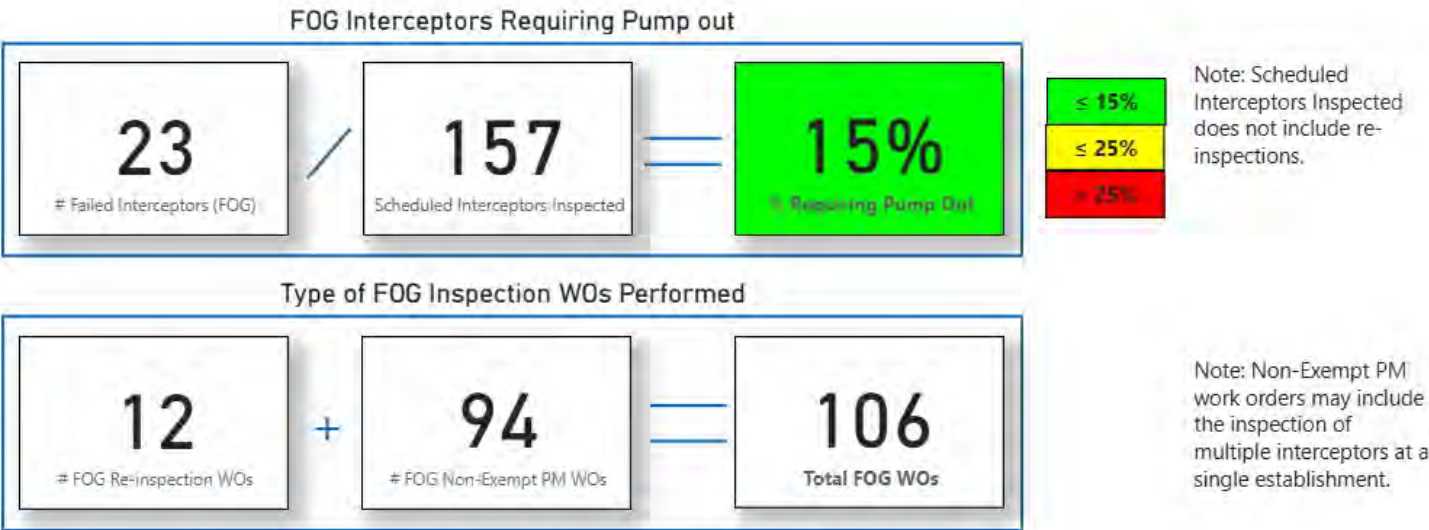 FOG Interceptors Requiring Pump out
23
# Failed Interceptors (FOG)
/
157
Scheduled Interceptors Inspected
=
15%
% Requiring Pump Out
≤ 15%
≤ 25%
> 25%
Note: Scheduled
Interceptors Inspected
does not include re-
inspections.
Type of FOG Inspection WOs Performed
12
# FOG Re-inspection WOs
+
94
# FOG Non-Exempt PM WOs
=
106
Total FOG WOs
Note: Non-Exempt PM
work orders may include
the inspection of
multiple interceptors at a
single establishment.